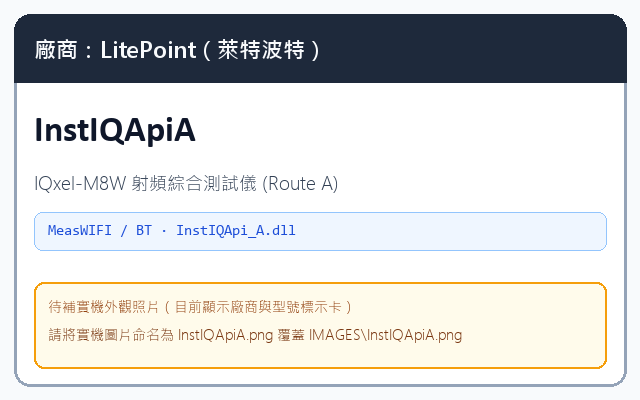 廠商：LitePoint（萊特波特）
InstIQApiA
IQxel-M8W 射頻綜合測試儀 (Route A)
MeasWIFI / BT · InstIQApi_A.dll
待補實機外觀照片（目前顯示廠商與型號標示卡）
請將實機圖片命名為 InstIQApiA.png 覆蓋 IMAGES\InstIQApiA.png